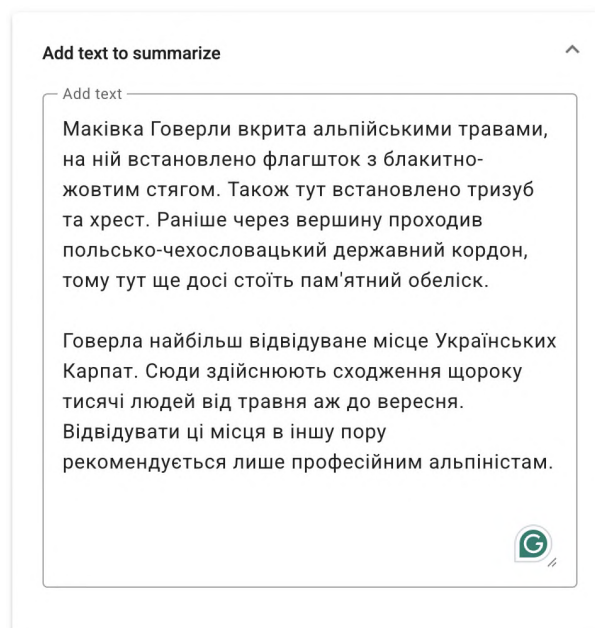 Add text to summarize
Add text
Маківка Говерли вкрита альпійськими травами,
на ній встановлено флагшток з блакитно-
жовтим стягом. Також тут встановлено тризуб
та хрест. Раніше через вершину проходив
польсько-чехословацький державний кордон,
тому тут ще досі стоїть пам'ятний обеліск.
Говерла найбільш відвідуване місце Українських
Карпат. Сюди здійснюють сходження щороку
тисячі людей від травня аж до вересня.
Відвідувати ці місця в іншу пору
рекомендується лише професійним альпіністам.